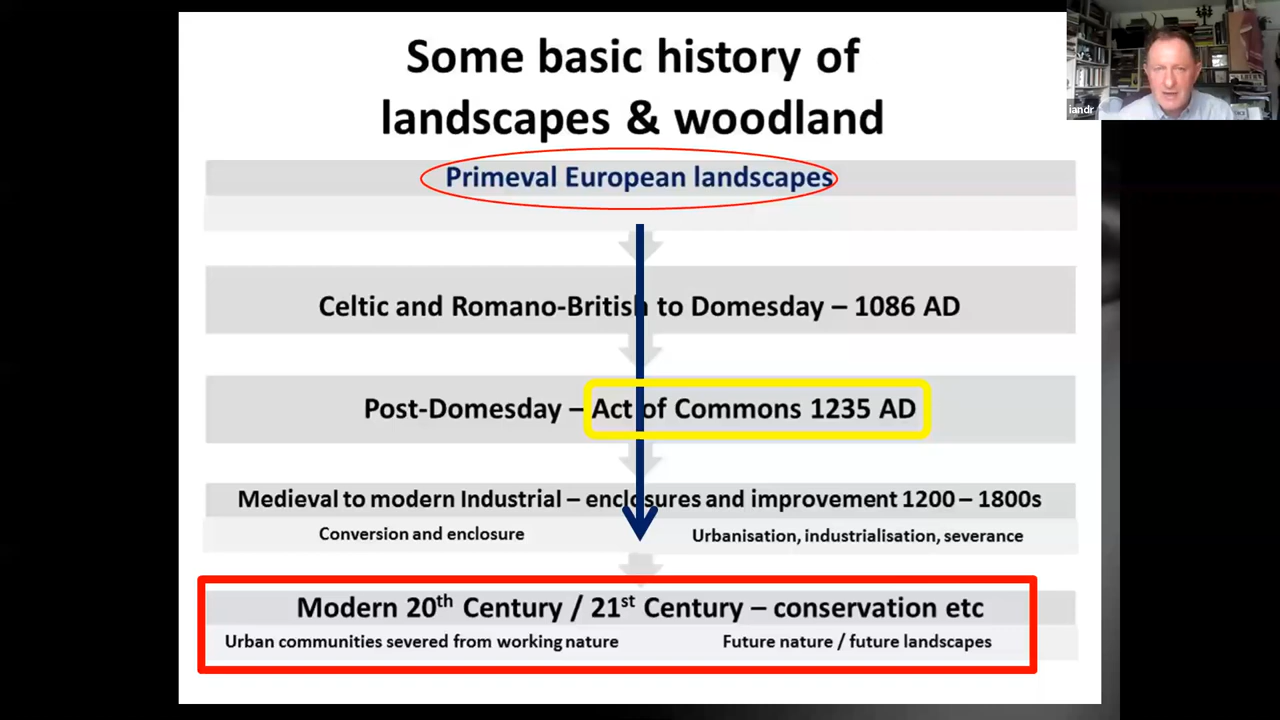 Some basic history of
landscapes & woodland
iandr
Primeval European landscapes
Celtic and Romano-British to Domesday – 1086 AD
Post-Domesday – Act of Commons 1235 AD
Medieval to modern Industrial – enclosures and improvement 1200 – 1800s
Conversion and enclosure
Urbanisation, industrialisation, severance
Modern 20th Century / 21st Century – conservation etc
Urban communities severed from working nature
Future nature / future landscapes